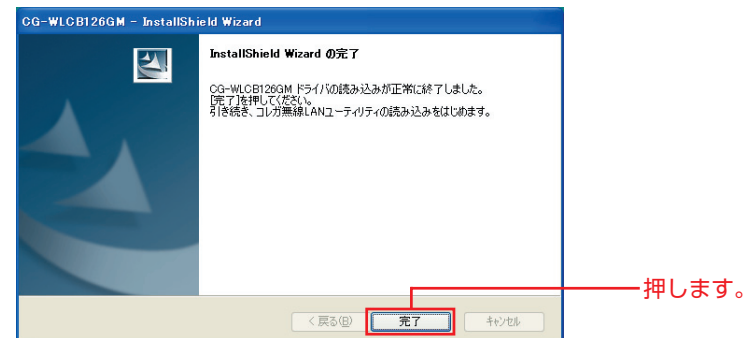 CG-WLCB126GM - InstallShield Wizard
InstallShield Wizard の完了
CG-WLCB126GM ドライバの読み込みが正常に終了しました。
[完了]を押してください。
引き続き、コレガ無線LANユーティリティの読み込みをはじめます。
押します。
< 戻る(B) 完了 キャンセル